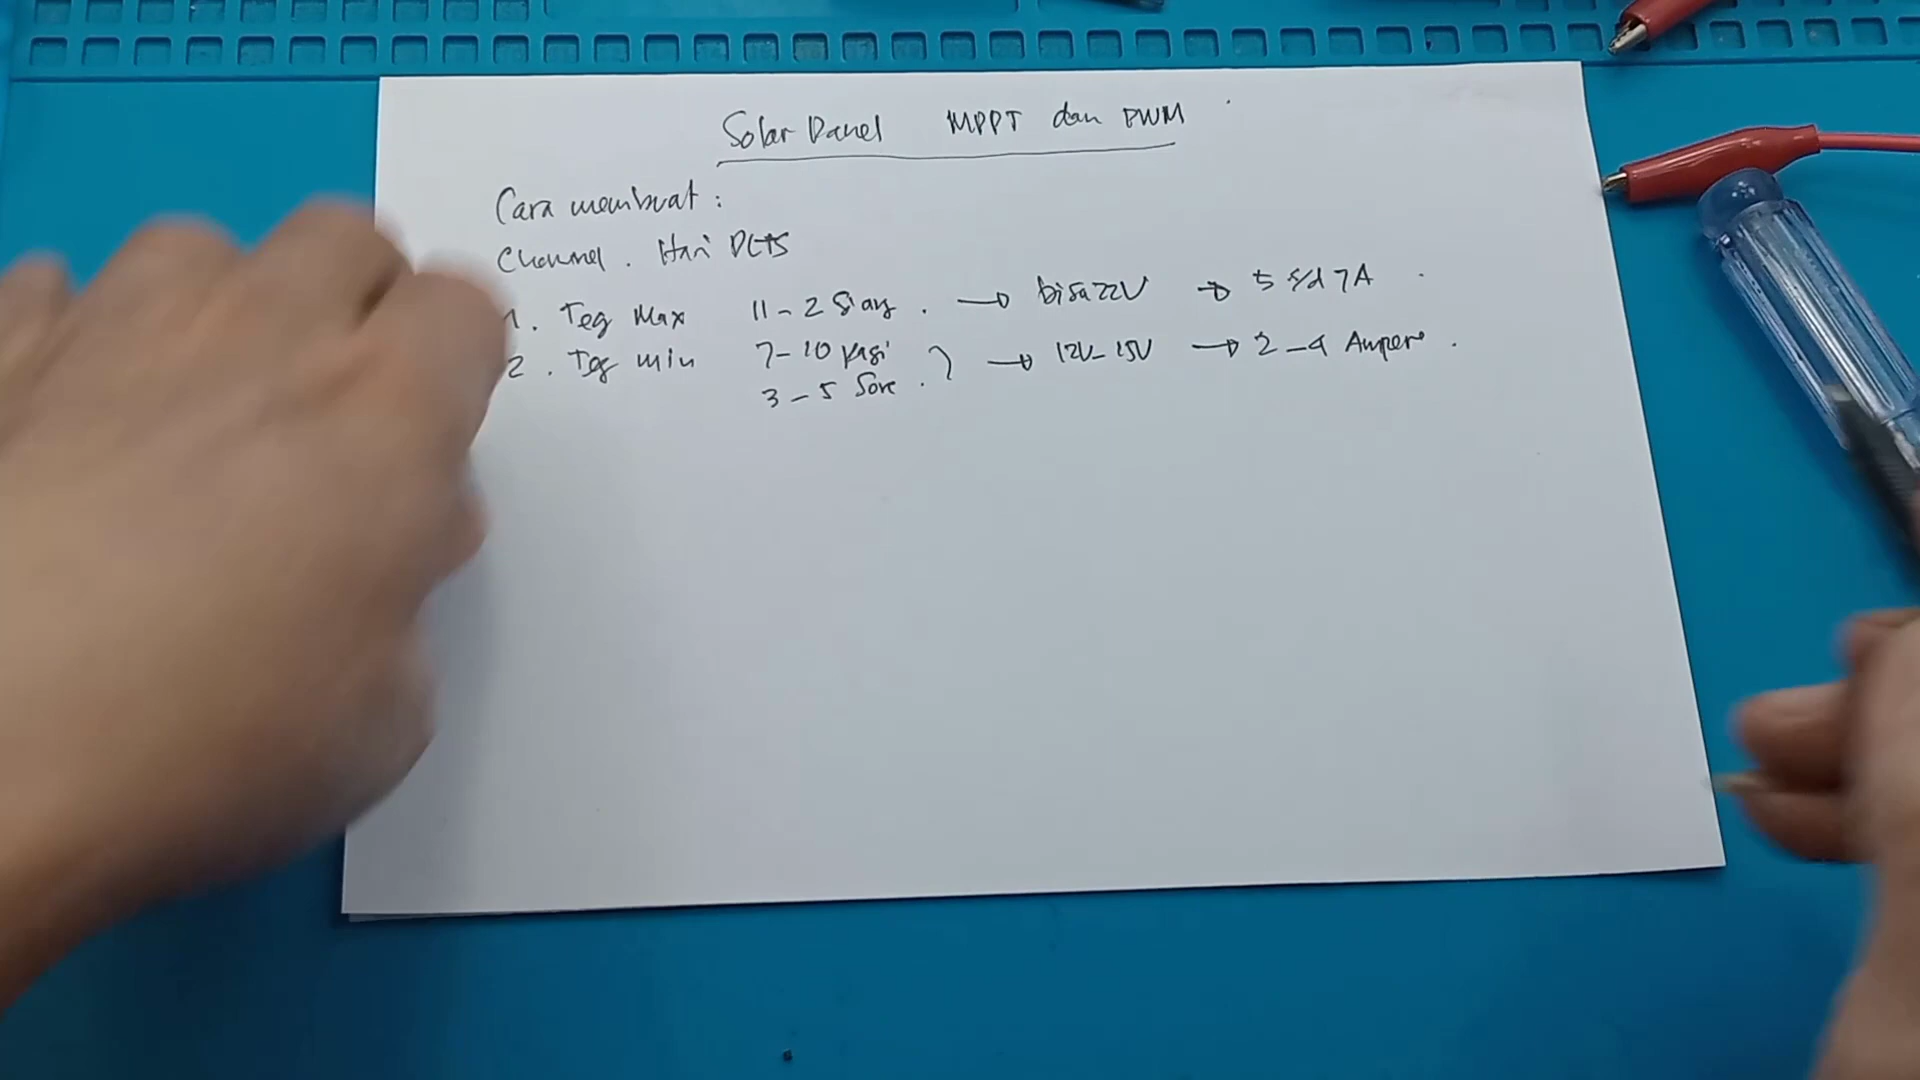 Solar Panel MPPT dan PWM
Cara membuat :
Channel . Hari
1. Teg Max 11 - 2 Siang . → bisa 22V → 5 s/d 7A
2. Teg min 7 - 10 pagi → 12V - 15V → 2 - 4 Ampere .
3 - 5 Sore .